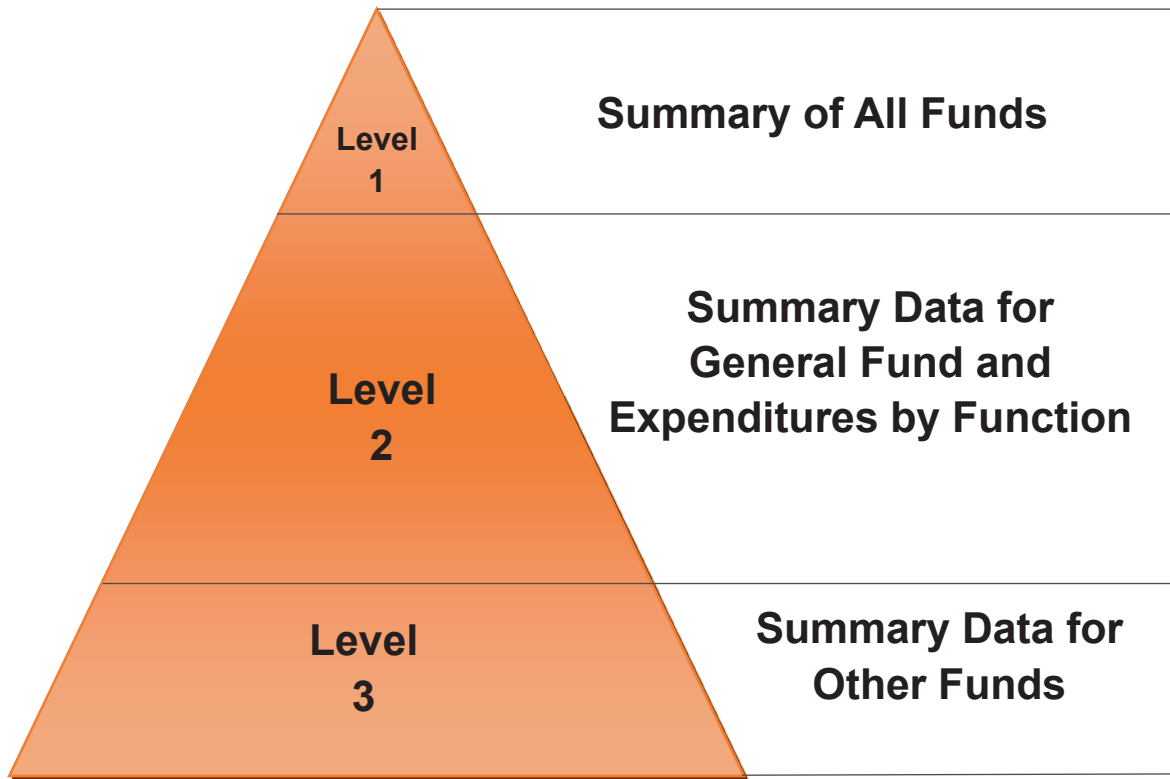 Level
1
Summary of All Funds
Level
2
Summary Data for
General Fund and
Expenditures by Function
Level
3
Summary Data for
Other Funds